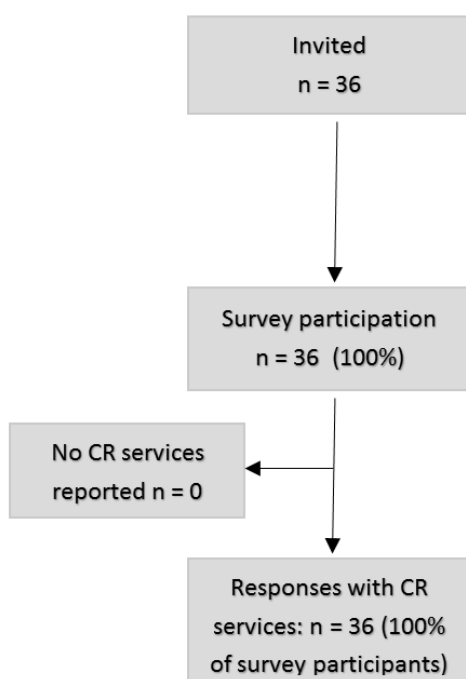 Invited
n = 36
Survey participation
n = 36 (100%)
No CR services
reported n = 0
Responses with CR
services: n = 36 (100%
of survey participants)